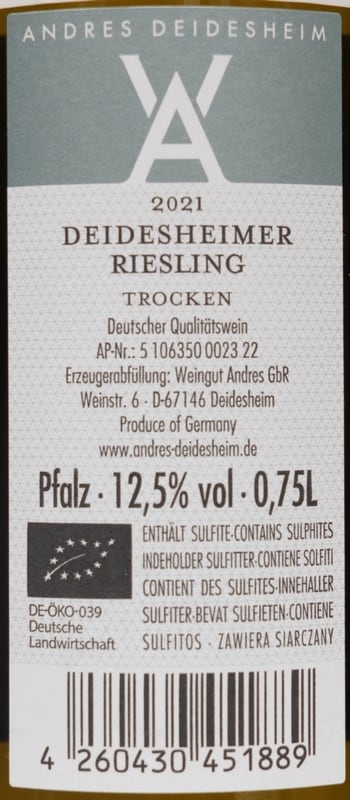 ANDRES DEIDESHEIM
WA
2021
DEIDESHEIMER
RIESLING
TROCKEN
Deutscher Qualitätswein
AP-Nr.: 5 106350 0023 22
Erzeugerabfüllung: Weingut Andres GbR
Weinstr. 6 · D-67146 Deidesheim
Produce of Germany
www.andres-deidesheim.de
Pfalz · 12,5% vol · 0,75L
ENTHÄLT SULFITE-CONTAINS SULPHITES
INDEHOLDER SULFITTER-CONTIENE SOLFITI
CONTIENT DES SULFITES-INNEHALLER
SULFITER-BEVAT SULFIETEN-CONTIENE
SULFITOS · ZAWIERA SIARCZANY
DE-ÖKO-039
Deutsche
Landwirtschaft
4 260430 451889